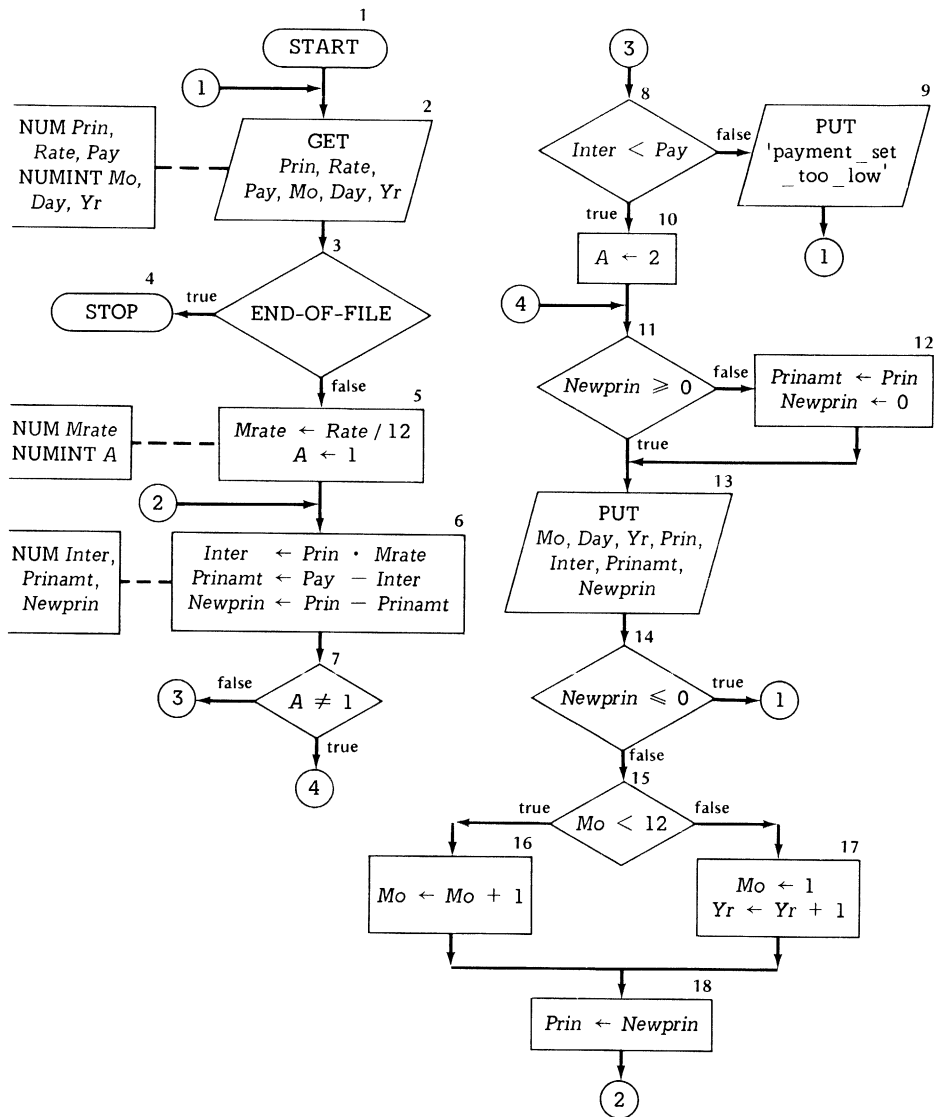 1
START
1
2
NUM Prin,
Rate, Pay
NUMINT Mo,
Day, Yr
GET
Prin, Rate,
Pay, Mo, Day, Yr
3
4
STOP
true
END-OF-FILE
false
5
NUM Mrate
NUMINT A
Mrate ← Rate / 12
A ← 1
2
6
NUM Inter,
Prinamt,
Newprin
Inter ← Prin · Mrate
Prinamt ← Pay − Inter
Newprin ← Prin − Prinamt
7
3
false
A ≠ 1
true
4
3
8
Inter < Pay
false
9
PUT
'payment_set
_too_low'
1
true
10
A ← 2
4
11
Newprin ⩾ 0
false
12
Prinamt ← Prin
Newprin ← 0
true
13
PUT
Mo, Day, Yr, Prin,
Inter, Prinamt,
Newprin
14
Newprin ⩽ 0
true
1
false
15
true
Mo < 12
false
16
Mo ← Mo + 1
17
Mo ← 1
Yr ← Yr + 1
18
Prin ← Newprin
2